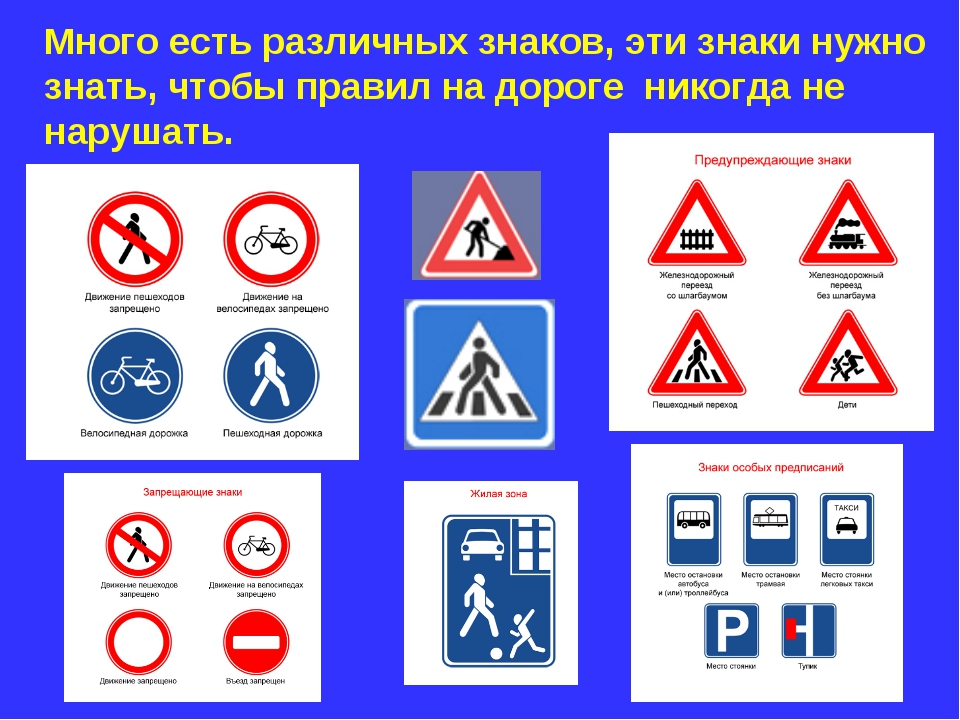 Много есть различных знаков, эти знаки нужно
знать, чтобы правил на дороге никогда не
нарушать.
Движение пешеходов
запрещено
Движение на
велосипедах запрещено
Велосипедная дорожка
Пешеходная дорожка
Предупреждающие знаки
Железнодорожный
переезд
со шлагбаумом
Железнодорожный
переезд
без шлагбаума
Пешеходный переход
Дети
Запрещающие знаки
Движение пешеходов
запрещено
Движение на велосипедах
запрещено
Движение запрещено
Въезд запрещен
Жилая зона
Знаки особых предписаний
ТАКСИ
Место остановки
автобуса
и (или) троллейбуса
Место остановки
трамвая
Место стоянки
легковых такси
P
Место стоянки
Тупик